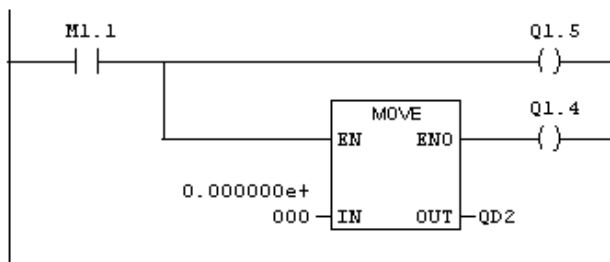 M1.1
Q1.5
MOVE
Q1.4
EN ENO
0.000000e+
000 IN OUT QD2